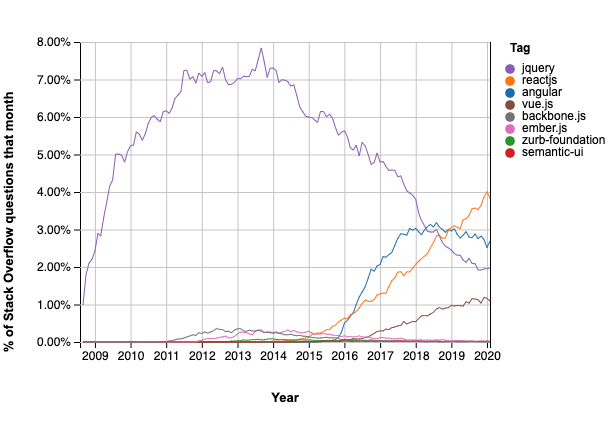 8.00%
7.00%
6.00%
5.00%
4.00%
3.00%
2.00%
1.00%
0.00%
% of Stack Overflow questions that month
2009 2010 2011 2012 2013 2014 2015 2016 2017 2018 2019 2020
Year
Tag
jquery
reactjs
angular
vue.js
backbone.js
ember.js
zurb-foundation
semantic-ui